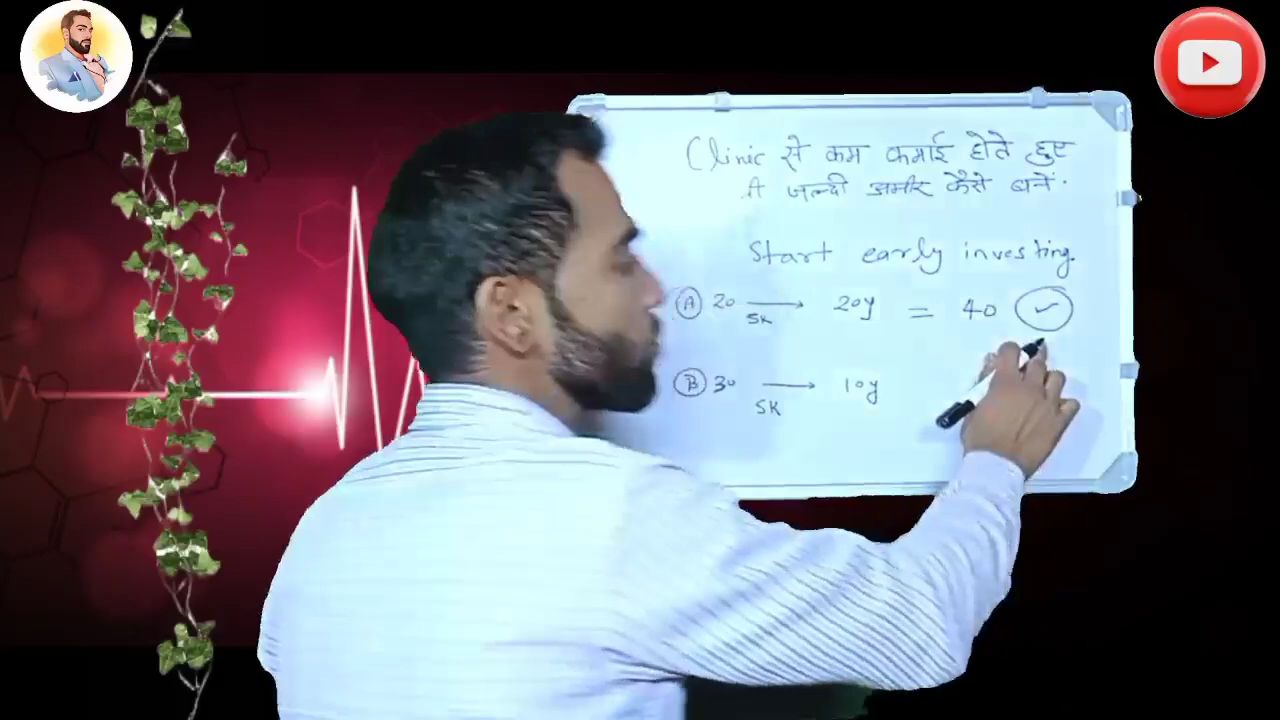 Clinic से कम कमाई होते हुए
भी जल्दी अमीर कैसे बनें.
Start early investing.
Ⓐ 20 ⟶ 20y = 40 ✓
5K
Ⓑ 30 ⟶ 10y
5K